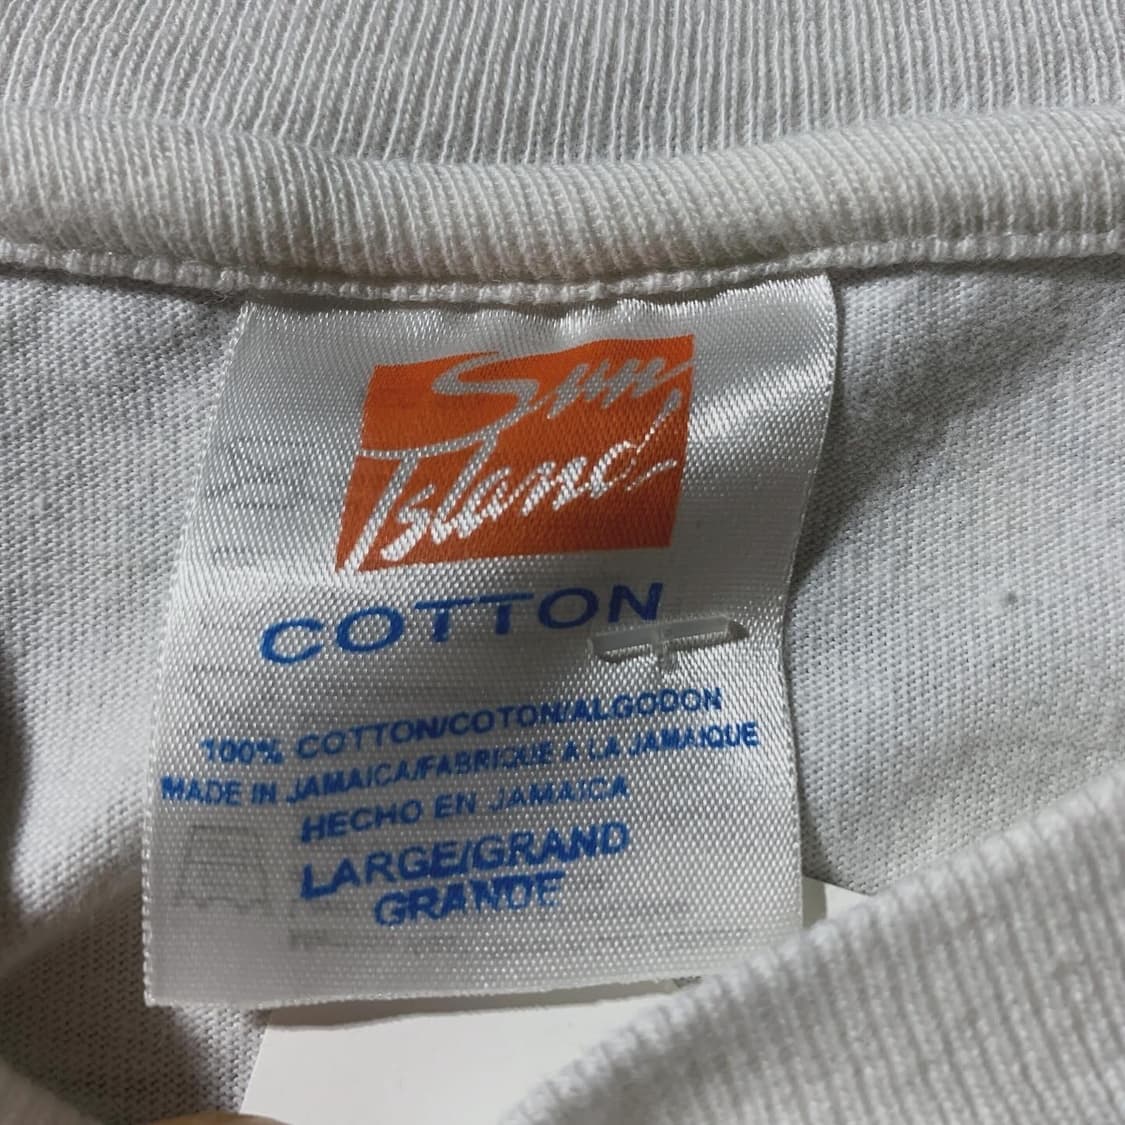 Sun
Island
COTTON
100% COTTON/COTON/ALGODON
MADE IN JAMAICA/FABRIQUE A LA JAMAIQUE
HECHO EN JAMAICA
LARGE/GRAND
GRANDE